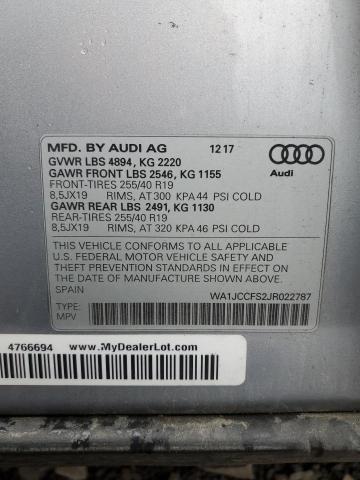 MFD. BY AUDI AG 12 17
GVWR LBS 4894, KG 2220
GAWR FRONT LBS 2546, KG 1155
FRONT-TIRES 255/40 R19
8,5JX19 RIMS, AT 300 KPA 44 PSI COLD
GAWR REAR LBS 2491, KG 1130
REAR-TIRES 255/40 R19
8,5JX19 RIMS, AT 320 KPA 46 PSI COLD
Audi
THIS VEHICLE CONFORMS TO ALL APPLICABLE
U.S. FEDERAL MOTOR VEHICLE SAFETY
AND THEFT PREVENTION STANDARDS IN EFFECT ON
THE DATE OF MANUFACTURE SHOWN ABOVE.
SPAIN WA1JCCFS2JR022787
TYPE:
MPV
4766694 www.MyDealerLot.com